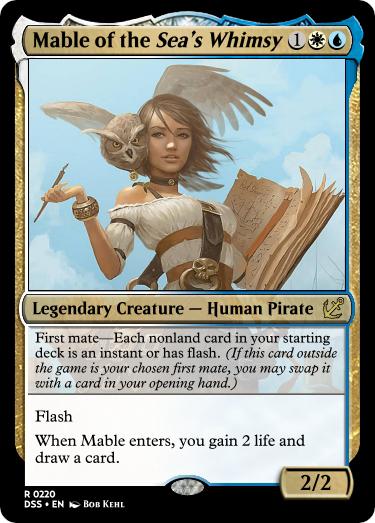 Mable of the Sea's Whimsy 1
Legendary Creature — Human Pirate
First mate—Each nonland card in your starting
deck is an instant or has flash. (If this card outside
the game is your chosen first mate, you may swap it
with a card in your opening hand.)
Flash
When Mable enters, you gain 2 life and
draw a card.
2/2
R 0220
DSS • EN Bob Kehl